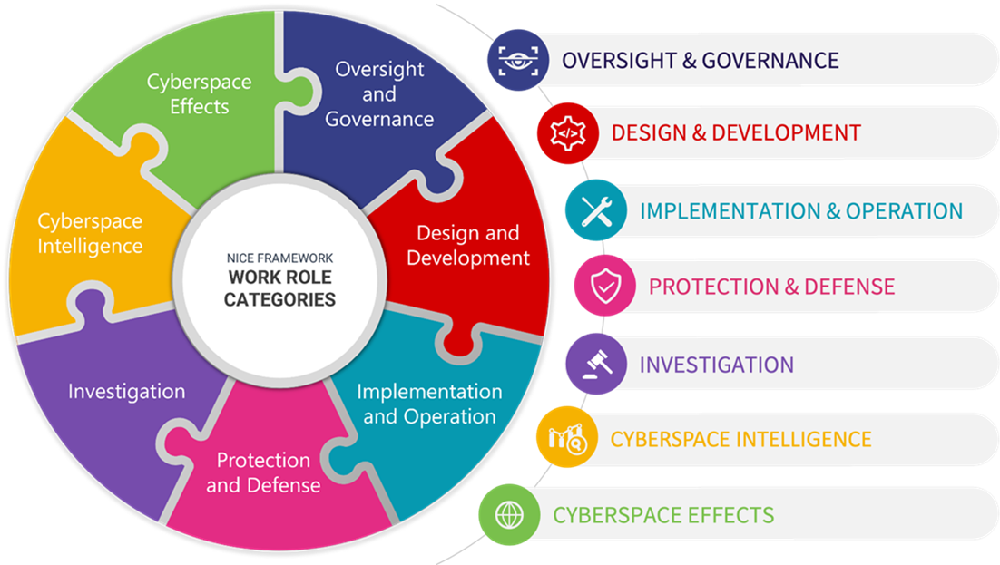 Cyberspace
Effects
Oversight
and
Governance
Cyberspace
Intelligence
Design and
Development
NICE FRAMEWORK
WORK ROLE
CATEGORIES
Investigation
Implementation
and Operation
Protection
and Defense
OVERSIGHT & GOVERNANCE
DESIGN & DEVELOPMENT
IMPLEMENTATION & OPERATION
PROTECTION & DEFENSE
INVESTIGATION
CYBERSPACE INTELLIGENCE
CYBERSPACE EFFECTS